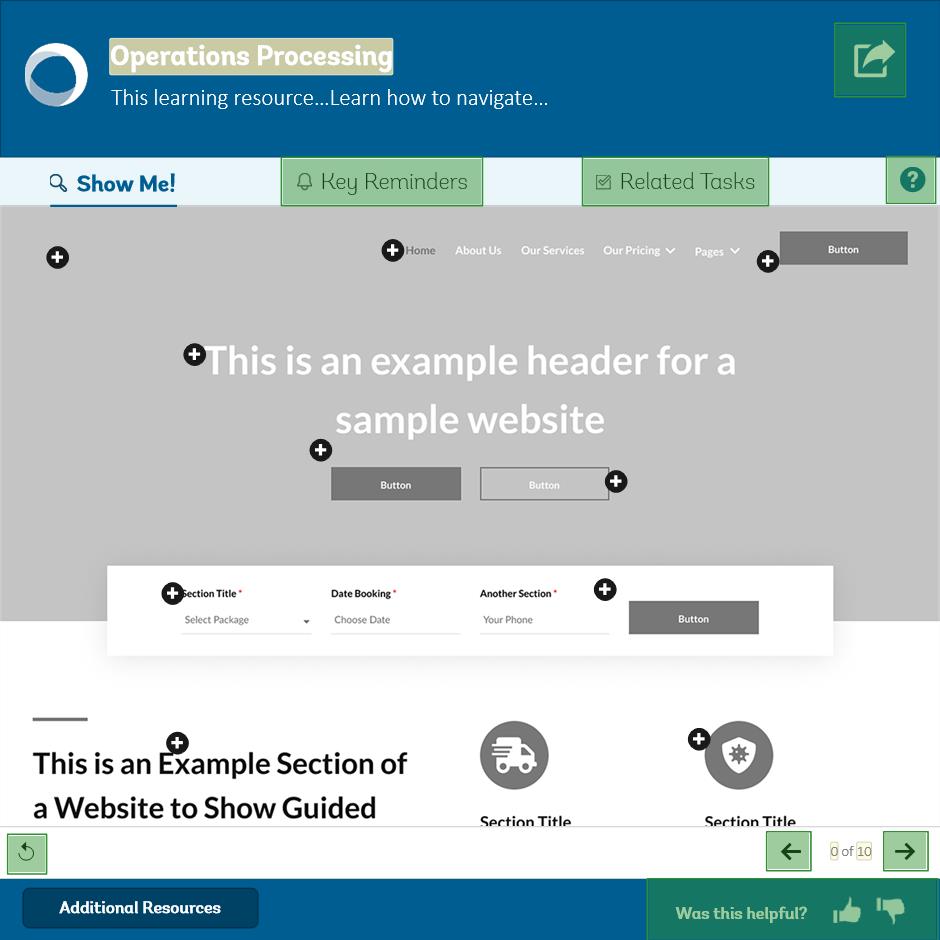 Operations Processing
This learning resource...Learn how to navigate...
Show Me!
Key Reminders
Related Tasks
Home
About Us
Our Services
Our Pricing
Pages
Button
This is an example header for a
sample website
Button
Button
Section Title *
Date Booking *
Another Section *
Select Package
Choose Date
Your Phone
Button
This is an Example Section of
a Website to Show Guided
Section Title
Section Title
0 of 10
Additional Resources
Was this helpful?